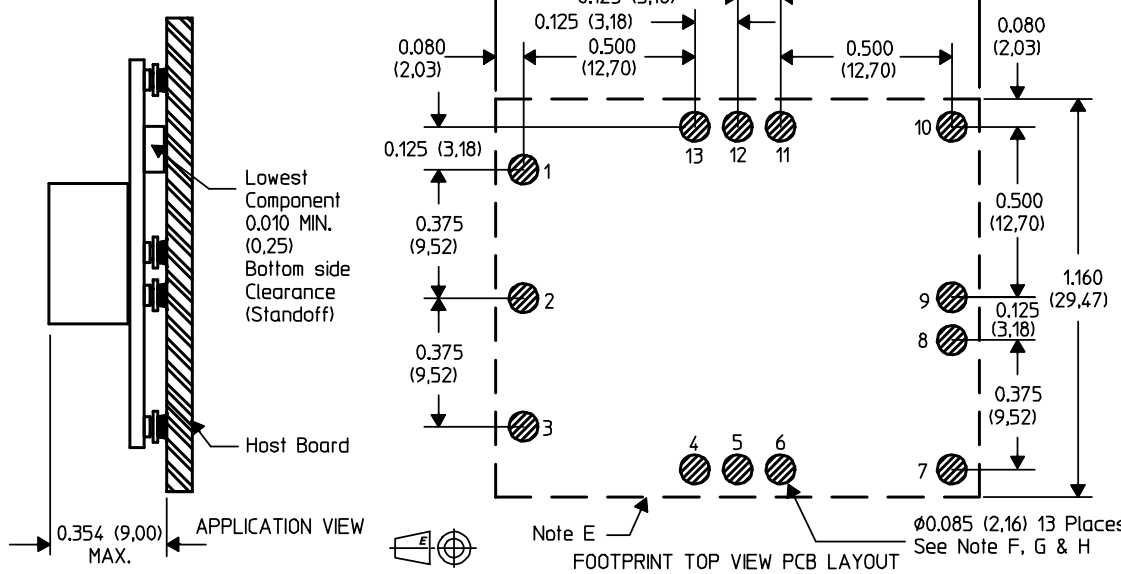 0.125 (3,18)
0.080
(2,03)
0.500
(12,70)
0.500
(12,70)
0.080
(2,03)
0.125 (3,18)
1
13
12
11
10
Lowest
Component
0.010 MIN.
(0,25)
Bottom side
Clearance
(Standoff)
0.375
(9,52)
0.500
(12,70)
1.160
(29,47)
2
9
0.125
(3,18)
8
0.375
(9,52)
0.375
(9,52)
3
Host Board
4
5
6
7
0.354 (9,00)
MAX.
APPLICATION VIEW
E
Note E
FOOTPRINT TOP VIEW PCB LAYOUT
ø0.085 (2,16) 13 Places
See Note F, G & H